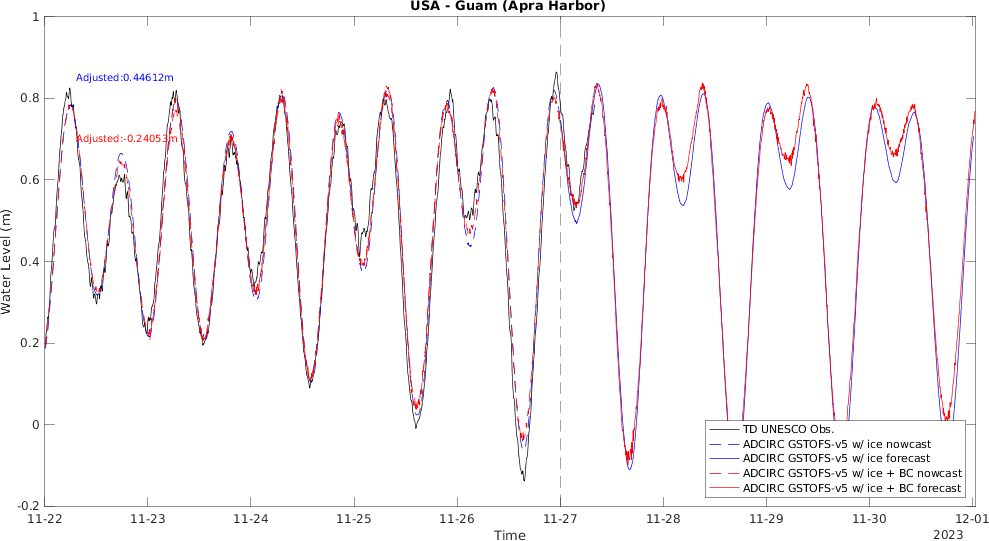 USA - Guam (Apra Harbor)
Water Level (m)
1
0.8
0.6
0.4
0.2
0
-0.2
Adjusted:0.44612m
Adjusted:-0.24053m
TD UNESCO Obs.
ADCIRC GSTOFS-v5 w/ ice nowcast
ADCIRC GSTOFS-v5 w/ ice forecast
ADCIRC GSTOFS-v5 w/ ice + BC nowcast
ADCIRC GSTOFS-v5 w/ ice + BC forecast
11-22 11-23 11-24 11-25 11-26 11-27 11-28 11-29 11-30 12-01
Time
2023